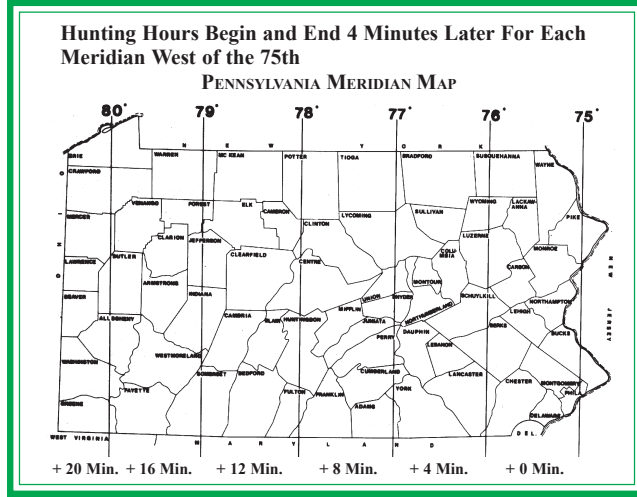 Hunting Hours Begin and End 4 Minutes Later For Each
Meridian West of the 75th
PENNSYLVANIA MERIDIAN MAP
80° 79° 78° 77° 76° 75°
N E W Y O R K
ERIE WARREN MC KEAN POTTER TIOGA BRADFORD SUSQUEHANNA
WAYNE
CRAWFORD
VENANGO FOREST ELK CAMERON WYOMING LACKAW-
ANNA
MERCER CLINTON LYCOMING SULLIVAN PIKE
CLARION JEFFERSON LUZERNE
O H I O
LAWRENCE BUTLER CLEARFIELD CENTRE COLU-
MBIA MONROE
ARMSTRONG MONTOUR CARBON
N E W J E R S E Y
BEAVER INDIANA UNION SNYDER SCHUYLKILL NORTHAMPTON
ALLEGHENY CAMBRIA BLAIR HUNTINGDON MIFFLIN NORTHUMBERLAND LEHIGH
JUNIATA DAUPHIN BERKS BUCKS
PERRY LEBANON
WASHINGTON WESTMORELAND
SOMERSET BEDFORD CUMBERLAND LANCASTER CHESTER MONTGOMERY
FAYETTE FULTON FRANKLIN YORK PHILA
GREENE ADAMS DELAWARE
WEST VIRGINIA M A R Y L A N D DEL.
+ 20 Min. + 16 Min. + 12 Min. + 8 Min. + 4 Min. + 0 Min.